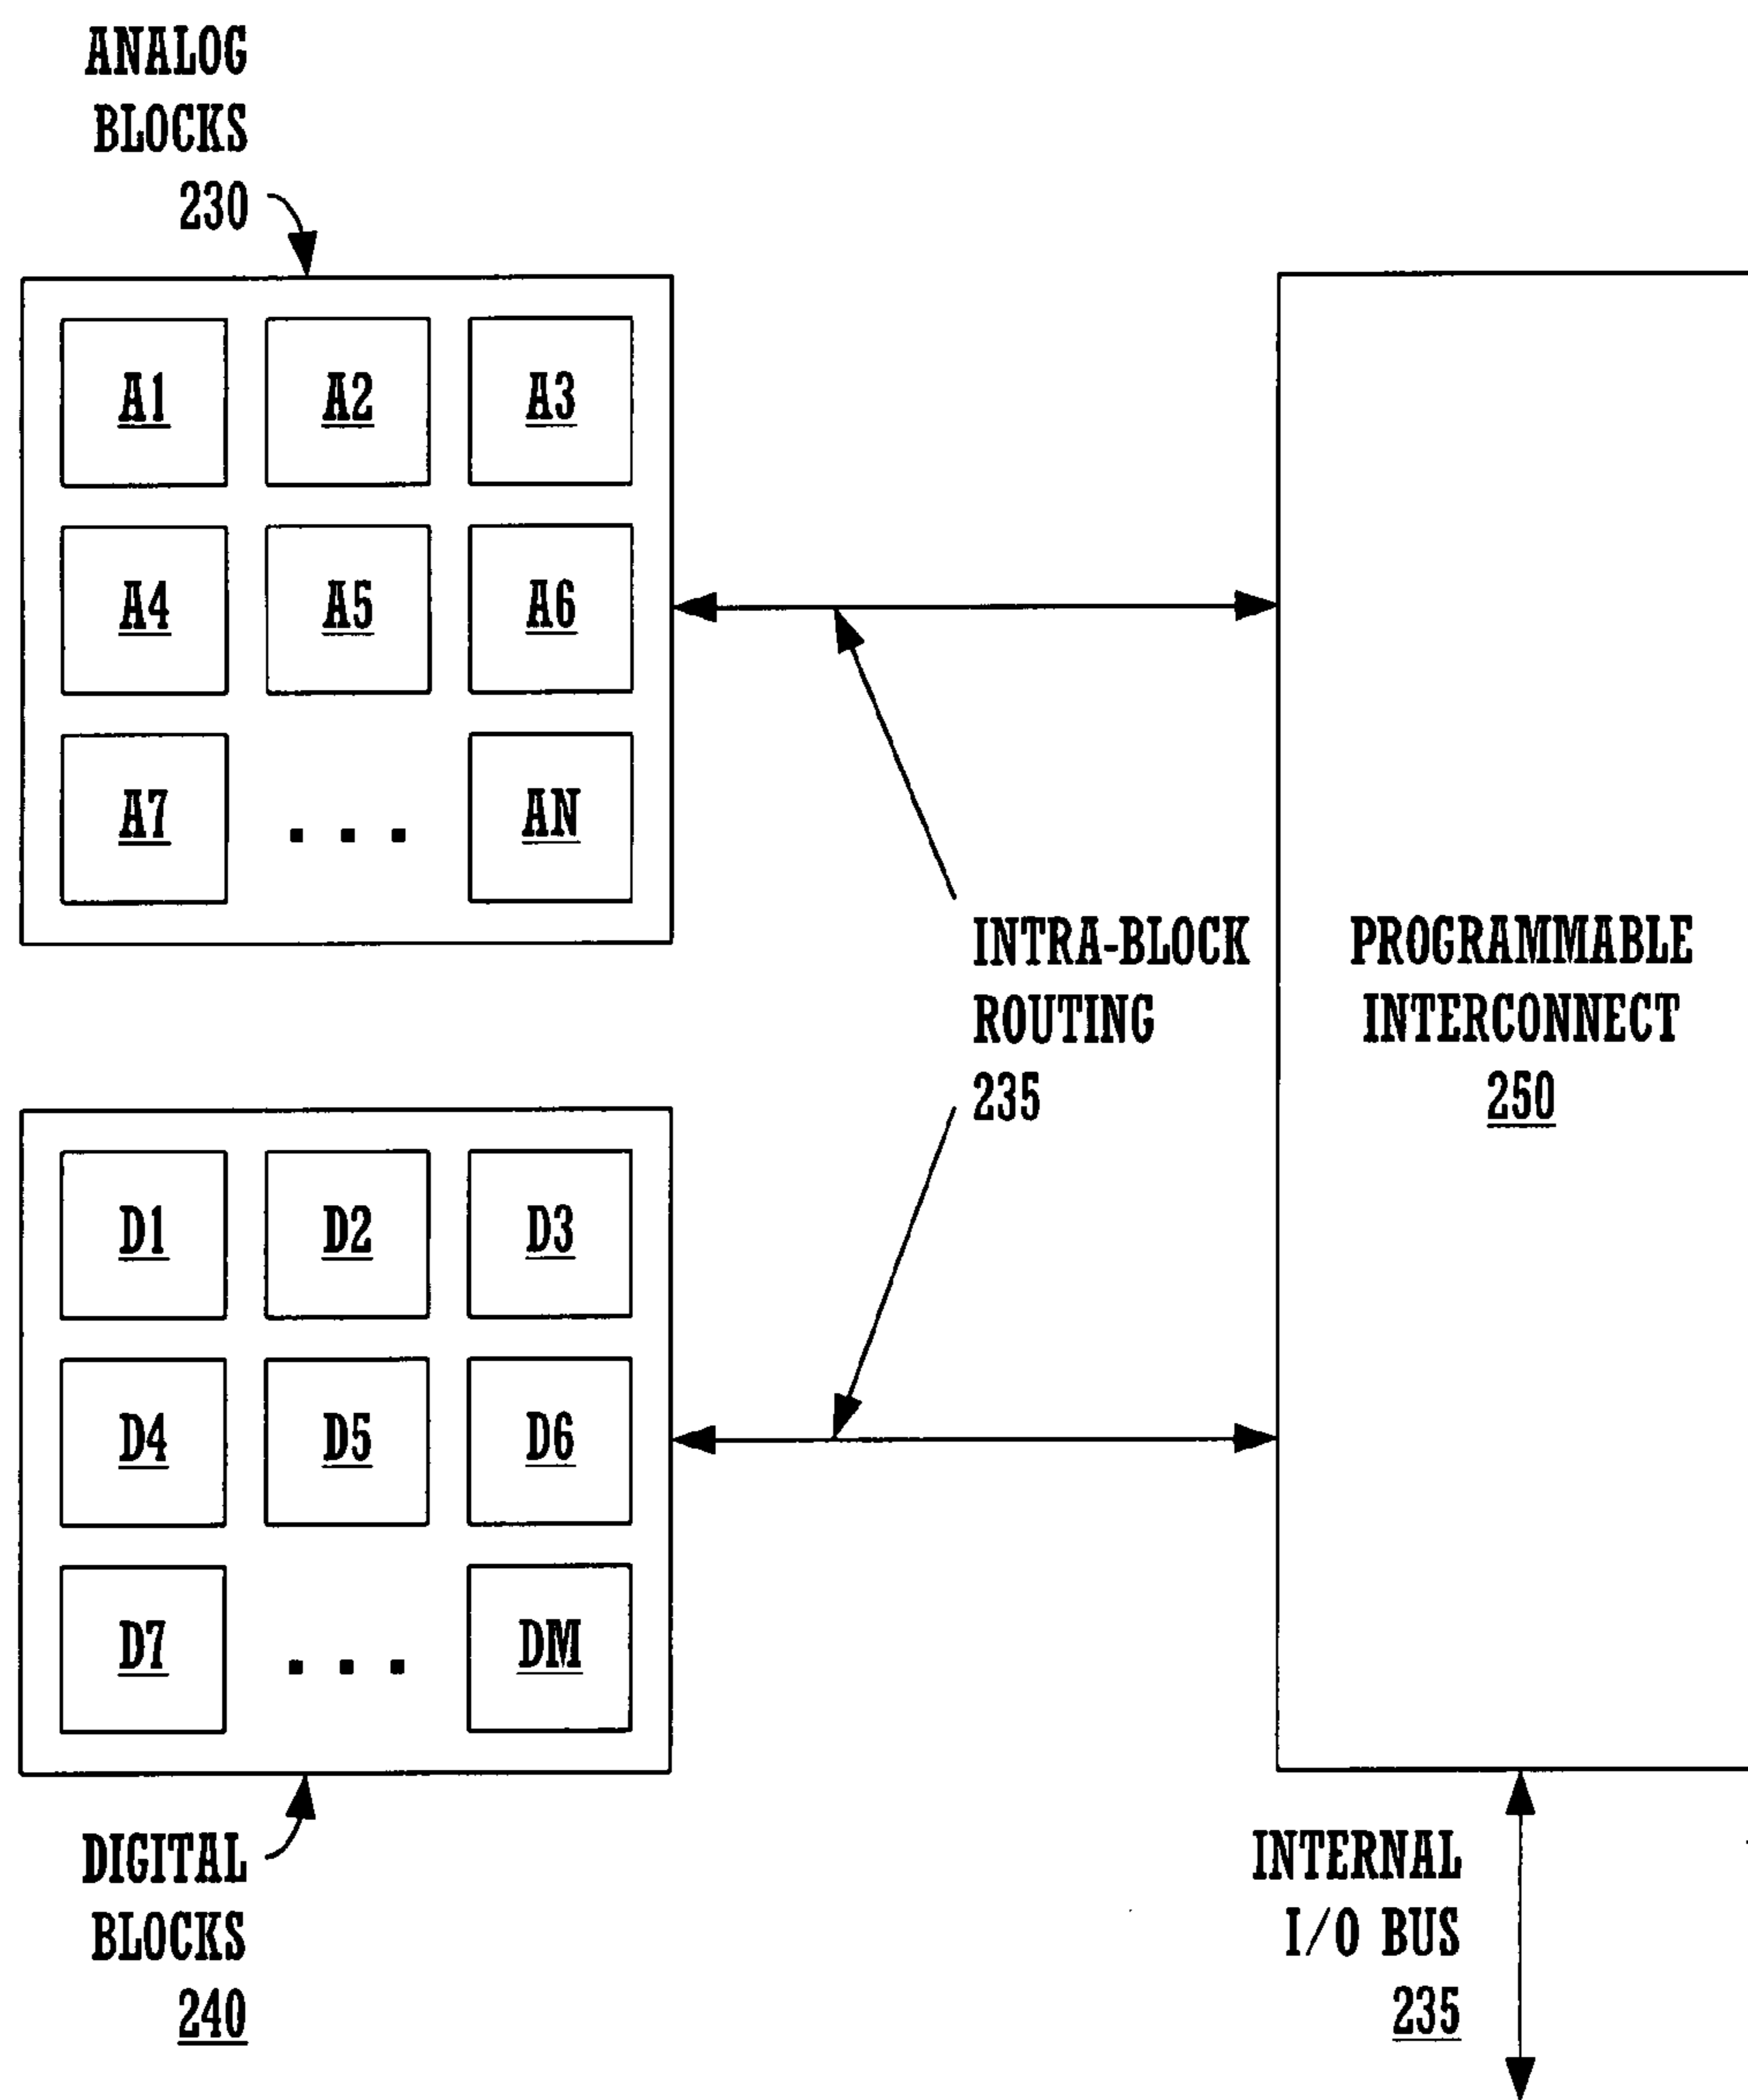 ANALOG
BLOCKS
230
A1 A2 A3
A4 A5 A6
A7 . . . AN
INTRA-BLOCK
ROUTING
235
PROGRAMMABLE
INTERCONNECT
250
D1 D2 D3
D4 D5 D6
D7 . . . DM
DIGITAL
BLOCKS
240
INTERNAL
I/O BUS
235